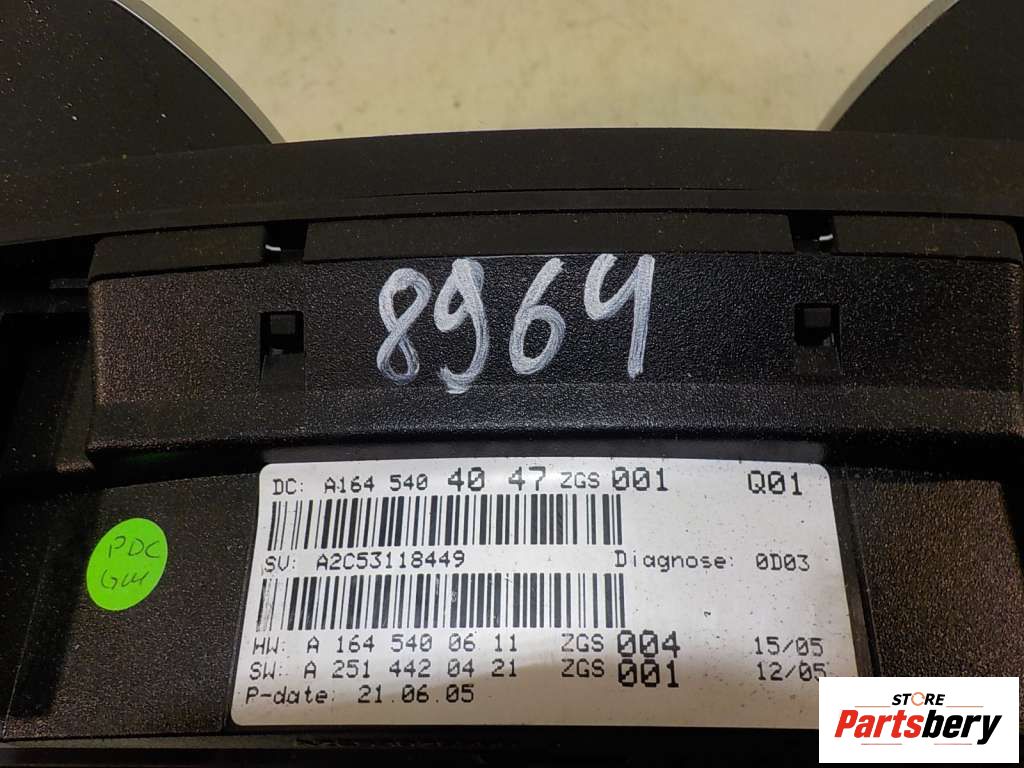 8964
DC: A164 540 40 47 ZGS 001 Q01
SV: A2C53118449 Diagnose: 0D03
HW: A 164 540 06 11 ZGS 004 15/05
SW: A 251 442 04 21 ZGS 001 12/05
P-date: 21.06.05
PDC
STORE
Partsbery